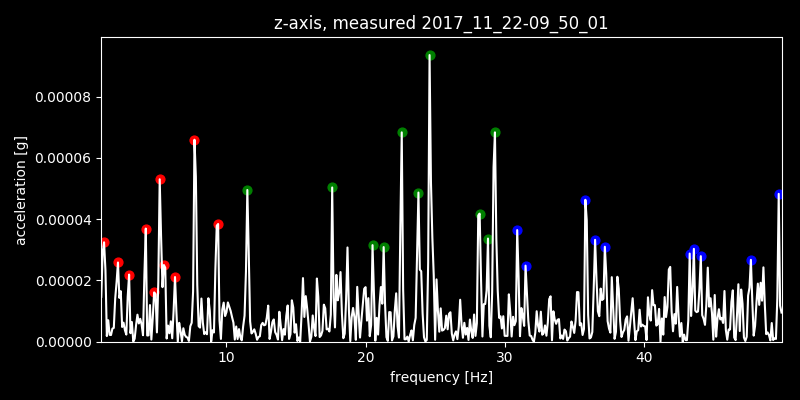 z-axis, measured 2017_11_22-09_50_01
acceleration [g]
0.00008
0.00006
0.00004
0.00002
0.00000
10 20 30 40
frequency [Hz]